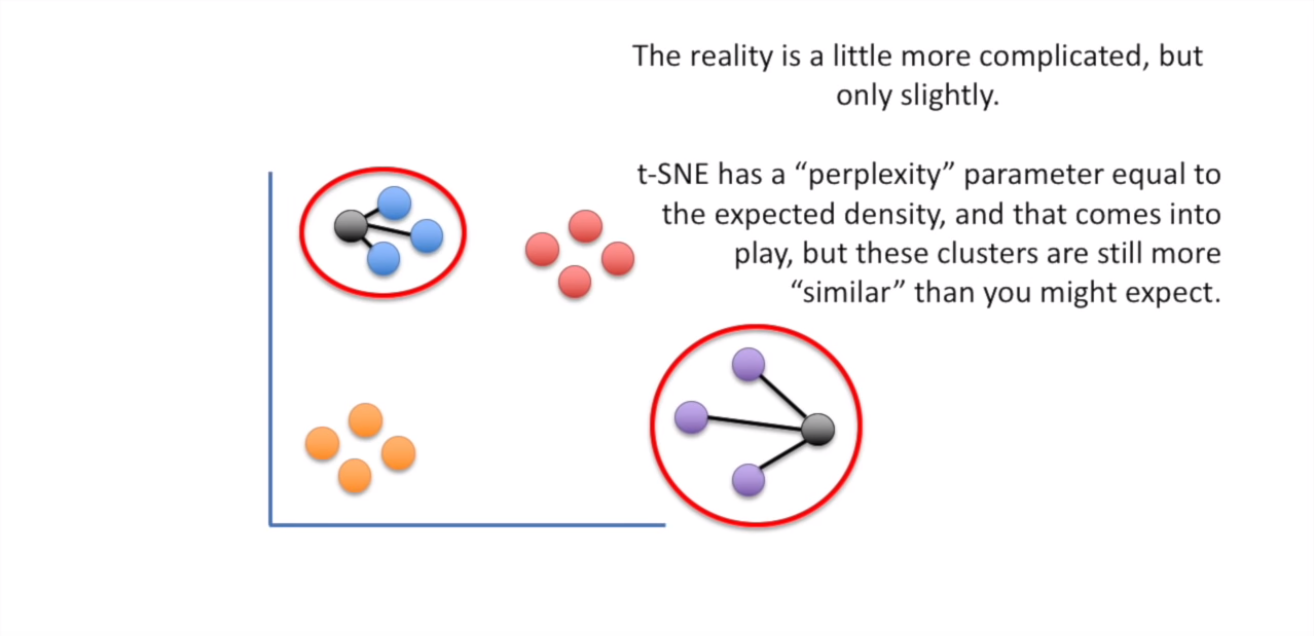 The reality is a little more complicated, but
only slightly.
t-SNE has a “perplexity” parameter equal to
the expected density, and that comes into
play, but these clusters are still more
“similar” than you might expect.